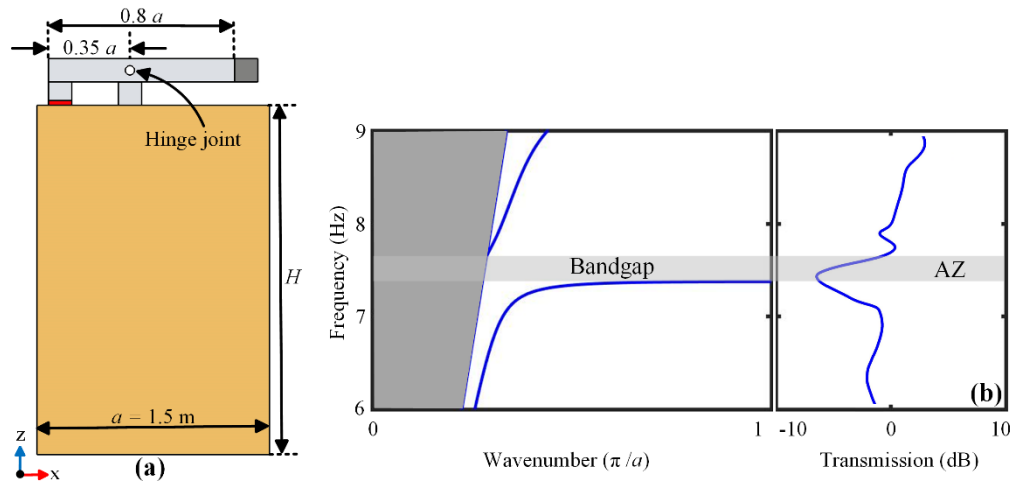 0.8 a
0.35 a
Hinge joint
H
a = 1.5 m
z
x
(a)
9
8
7
6
Frequency (Hz)
Bandgap
AZ
(b)
0
1
-10
0
10
Wavenumber (π /a)
Transmission (dB)